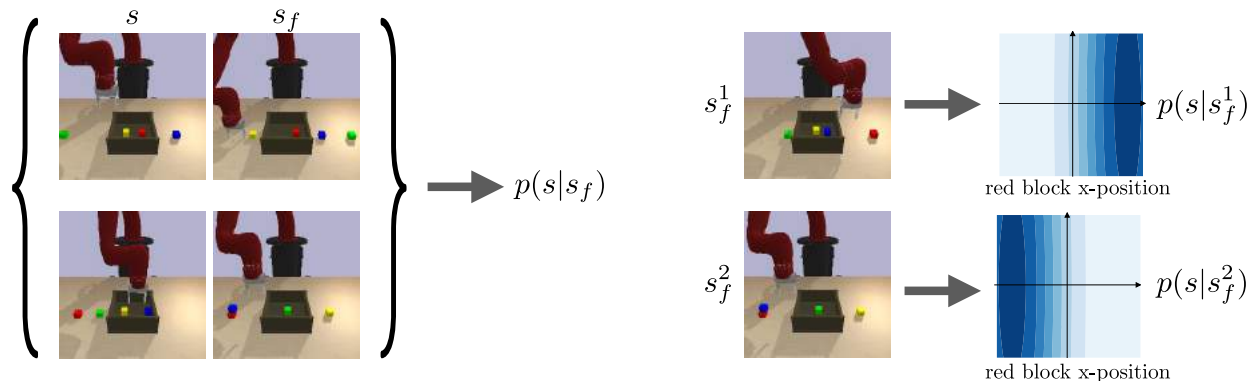 s
s_f
p(s|s_f)
s_f^1
p(s|s_f^1)
red block x-position
s_f^2
p(s|s_f^2)
red block x-position